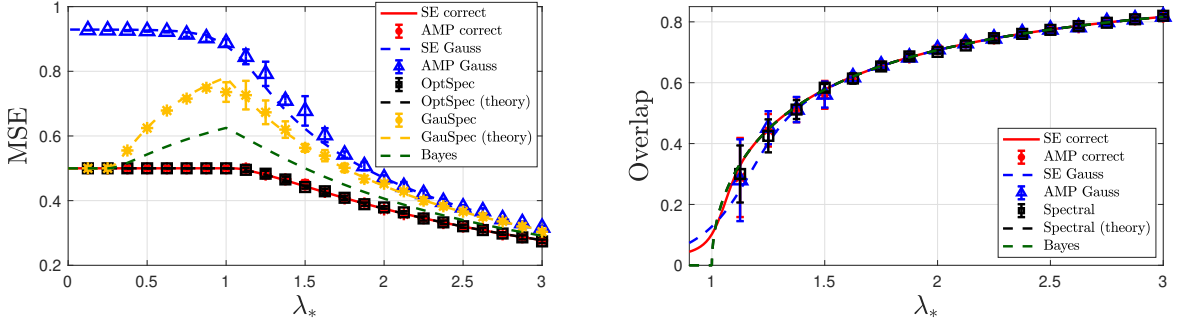 MSE
1
0.8
0.6
0.4
0.2
0
0.5
1
1.5
2
2.5
3
λ*
SE correct
AMP correct
SE Gauss
AMP Gauss
OptSpec
OptSpec (theory)
GauSpec
GauSpec (theory)
Bayes
Overlap
0.8
0.6
0.4
0.2
0
1
1.5
2
2.5
3
λ*
SE correct
AMP correct
SE Gauss
AMP Gauss
Spectral
Spectral (theory)
Bayes